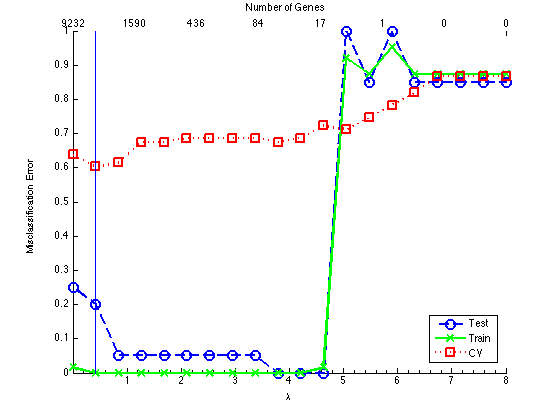 Number of Genes
9232 1590 436 84 17 1 0 0
1
0.9
0.8
0.7
0.6
0.5
0.4
0.3
0.2
0.1
0
Misclassification Error
1 2 3 4 5 6 7 8
λ
Test
Train
CV